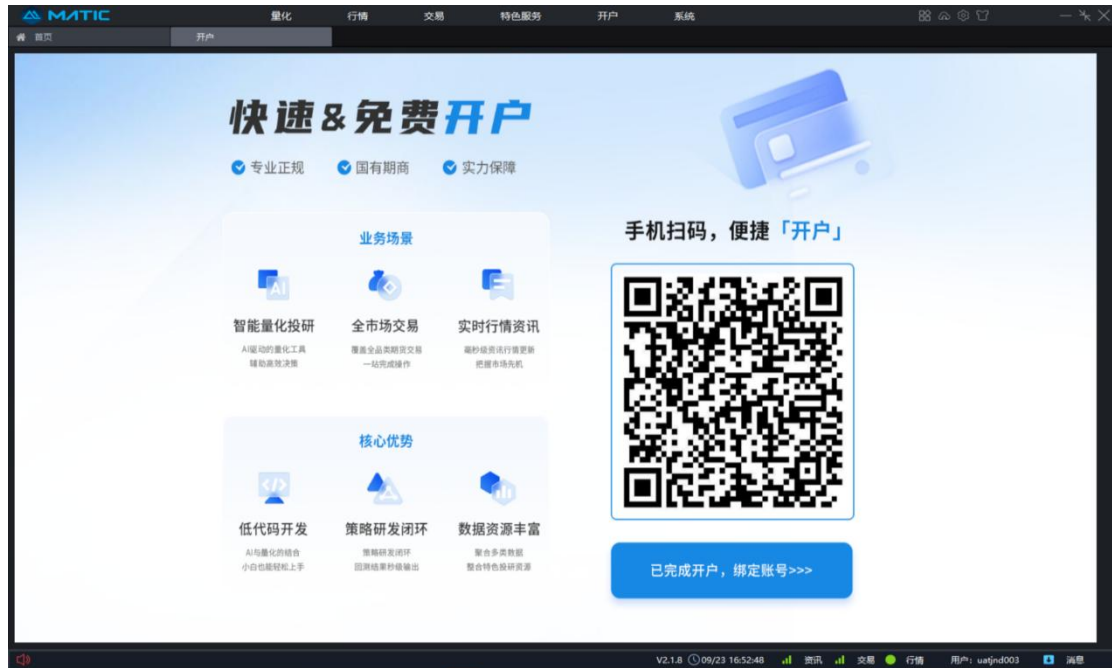 MATIC 量化 行情 交易 特色服务 开户 系统
首页 开户
快速&免费开户
专业正规 国有期商 实力保障
业务场景
AI
智能量化投研 全市场交易 实时行情资讯
AI驱动的量化工具 覆盖全品类期货交易 毫秒级资讯行情更新
辅助高效决策 一站完成操作 把握市场先机
核心优势
</>
低代码开发 策略研发闭环 数据资源丰富
AI与量化的结合 策略研发闭环 聚合多类数据
小白也能轻松上手 回测结果秒级输出 整合特色投研资源
手机扫码，便捷「开户」
已完成开户，绑定账号>>>
V2.1.8 09/23 16:52:48 资讯 交易 行情 用户: uatjnd003 消息